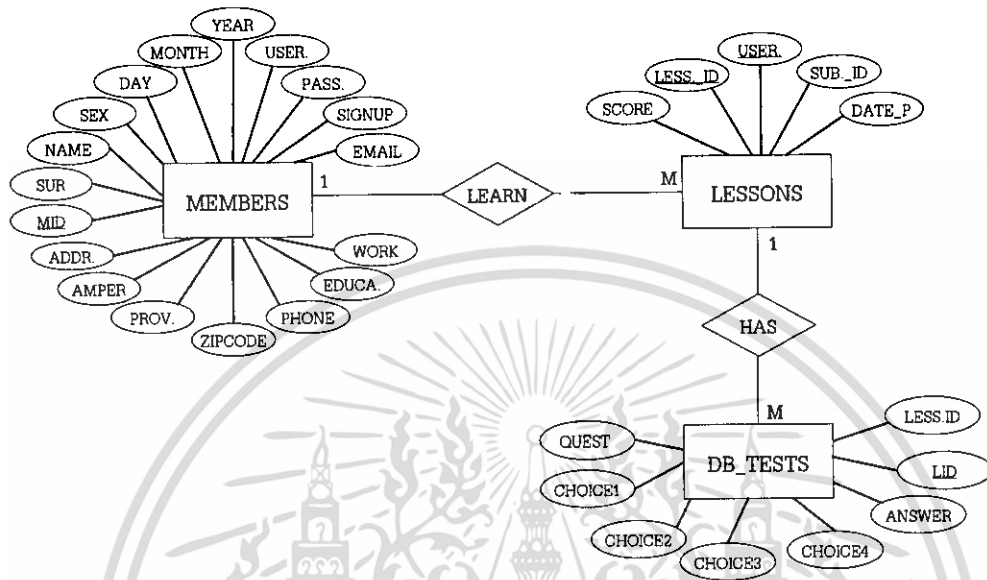 YEAR
MONTH
USER.
DAY
PASS.
SEX
SIGNUP
NAME
EMAIL
SUR
MID
ADDR.
AMPER
PROV.
ZIPCODE
PHONE
EDUCA.
WORK
MEMBERS
1
LEARN
M
LESSONS
USER.
LESS._ID
SUB._ID
SCORE
DATE_P
1
HAS
M
DB_TESTS
QUEST
CHOICE1
CHOICE2
CHOICE3
CHOICE4
ANSWER
LID
LESS.ID